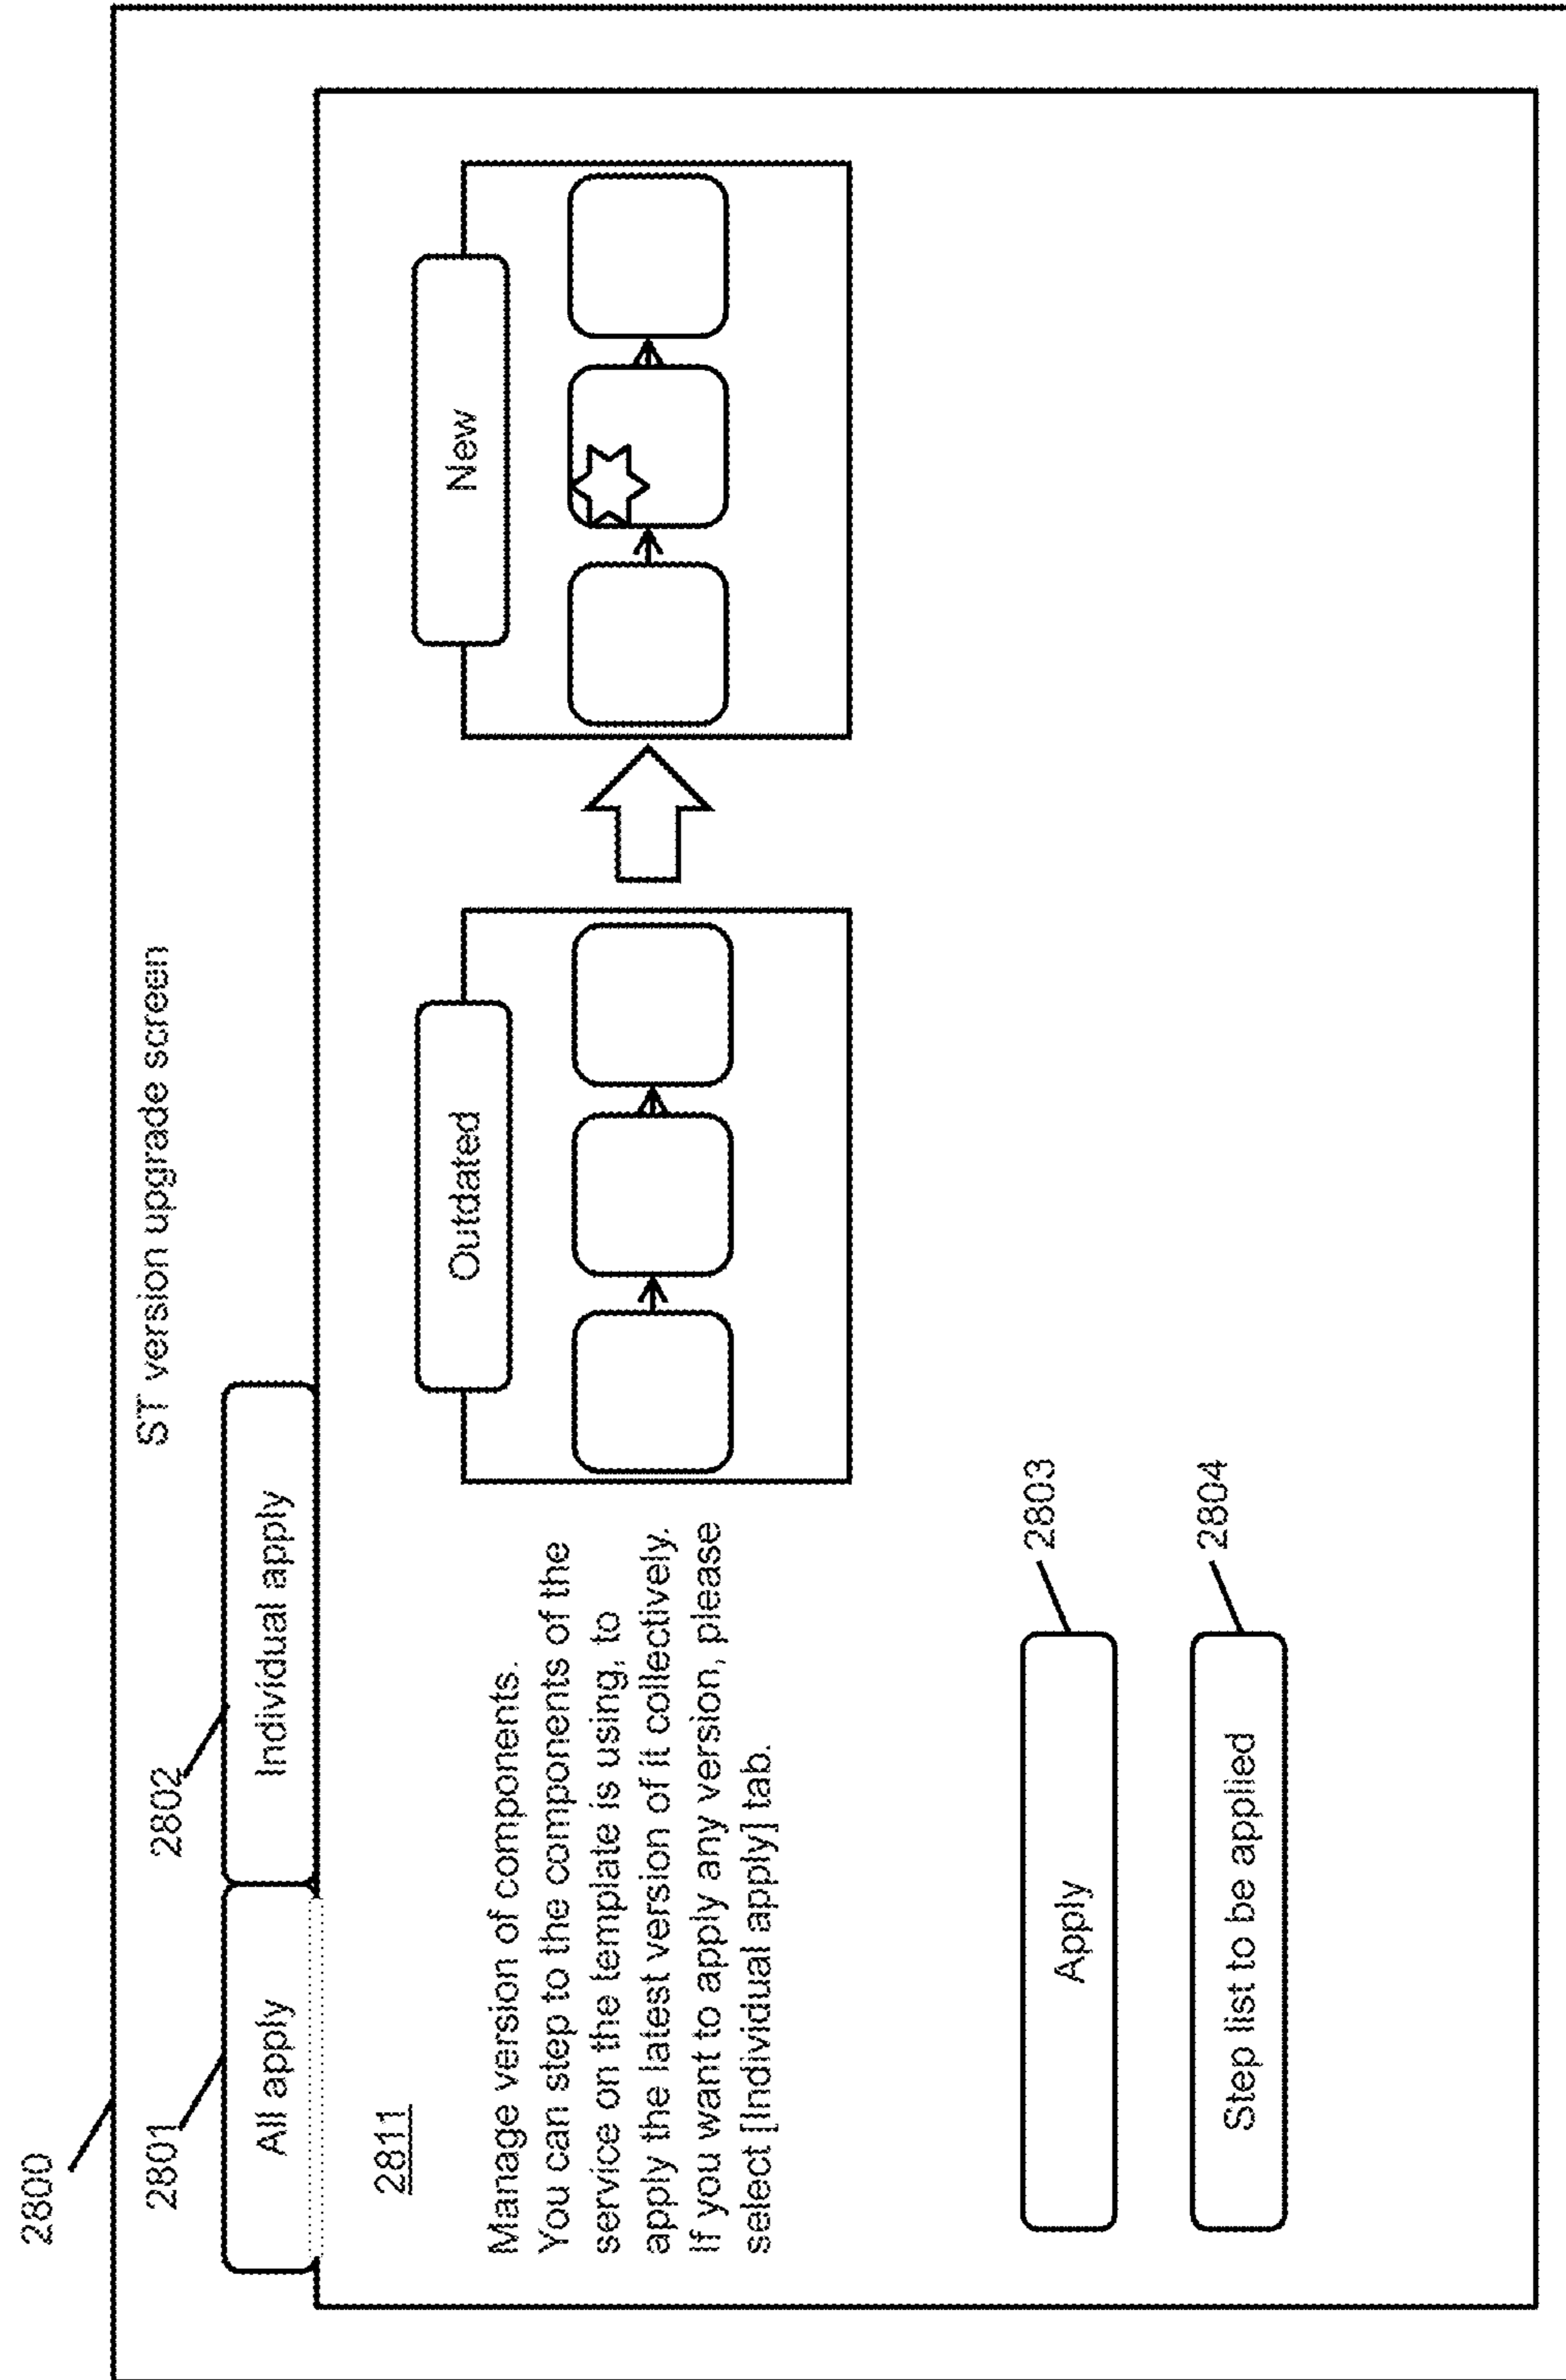 2800
ST version upgrade screen
2801
2802
All apply
Individual apply
2811
Manage version of components.
You can step to the components of the
service on the template is using, to
apply the latest version of it collectively.
If you want to apply any version, please
select [Individual apply] tab.
Outdated
New
Apply
2803
Step list to be applied
2804